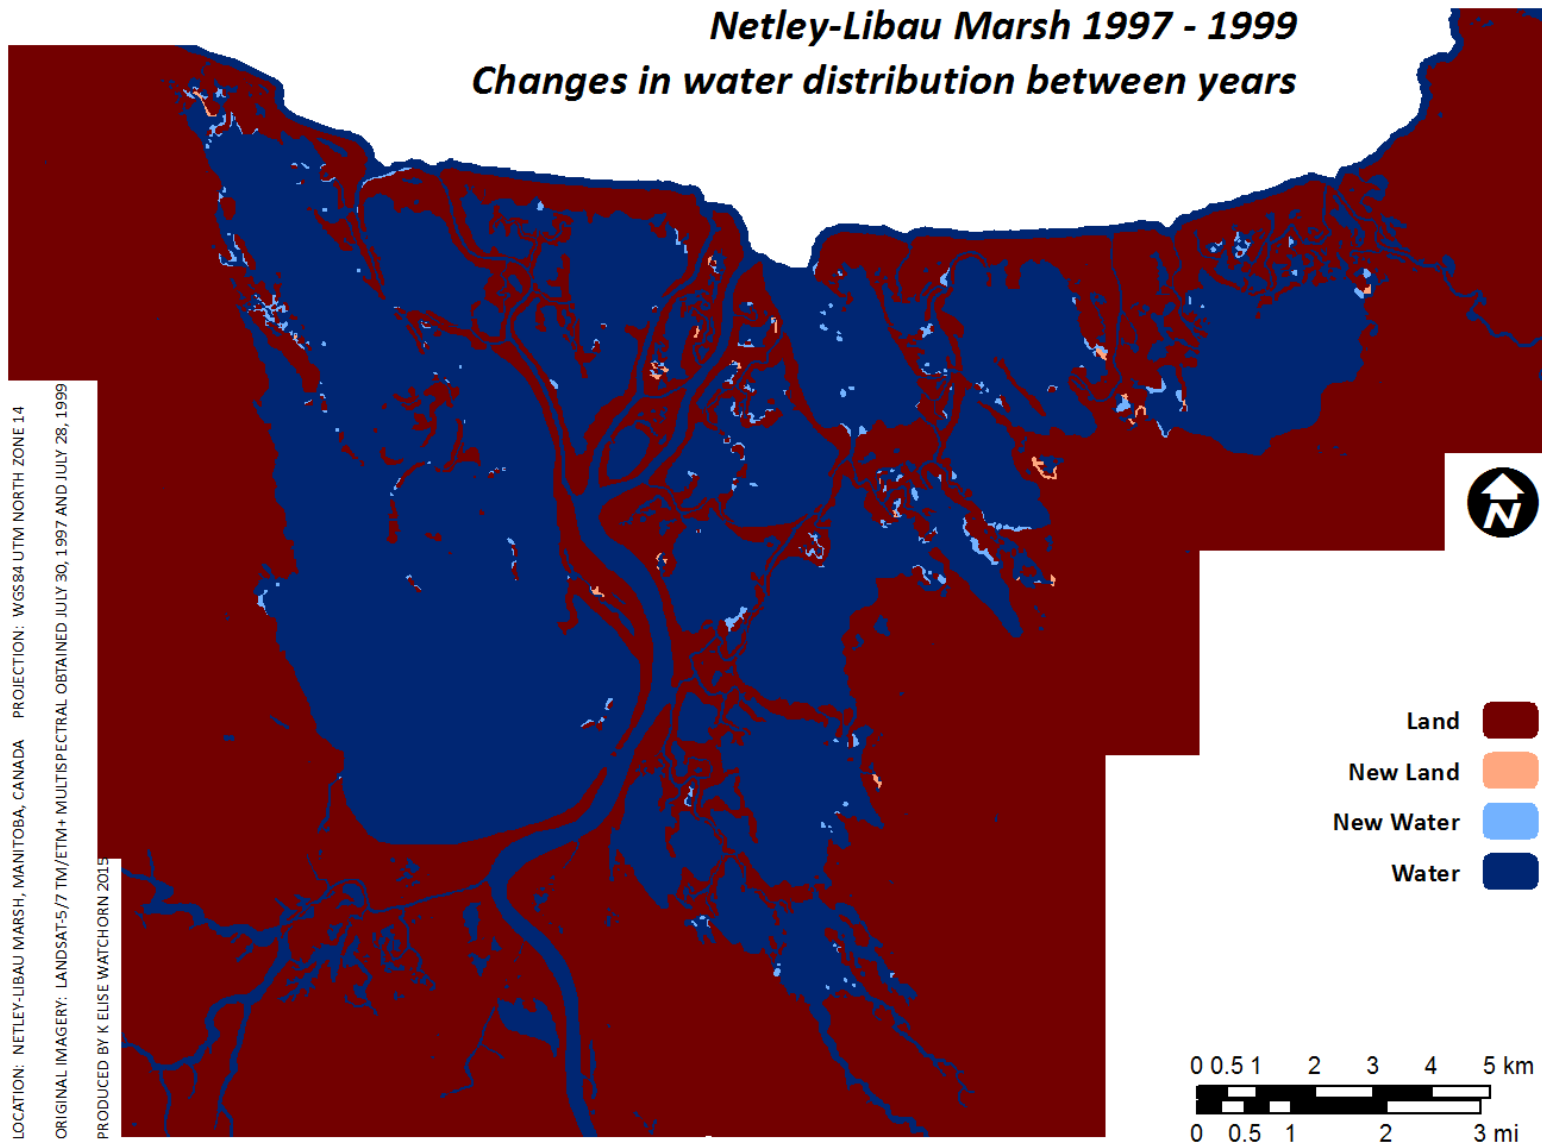 Netley-Libau Marsh 1997 - 1999
Changes in water distribution between years
LOCATION: NETLEY-LIBAU MARSH, MANITOBA, CANADA PROJECTION: WGS84 UTM NORTH ZONE 14
ORIGINAL IMAGERY: LANDSAT-5/7 TM/ETM+ MULTISPECTRAL OBTAINED JULY 30, 1997 AND JULY 28, 1999
PRODUCED BY K ELISE WATCHORN 2015
N
Land
New Land
New Water
Water
0 0.5 1 2 3 4 5 km
0 0.5 1 2 3 mi